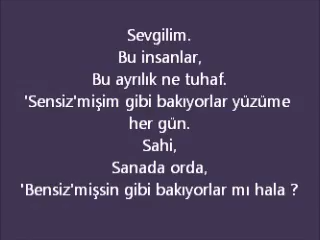 Sevgilim.
Bu insanlar,
Bu ayrılık ne tuhaf.
'Sensiz'mişim gibi bakıyorlar yüzüme
her gün.
Sahi,
Sanada orda,
'Bensiz'mişsin gibi bakıyorlar mı hala ?